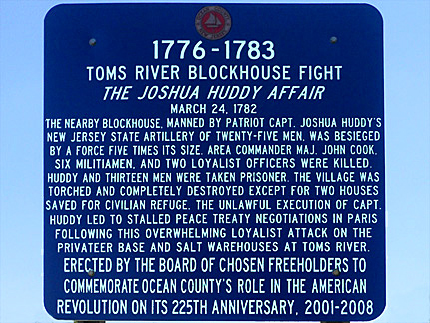 1776-1783
TOMS RIVER BLOCKHOUSE FIGHT
THE JOSHUA HUDDY AFFAIR
MARCH 24, 1782
THE NEARBY BLOCKHOUSE, MANNED BY PATRIOT CAPT. JOSHUA HUDDY'S
NEW JERSEY STATE ARTILLERY OF TWENTY-FIVE MEN, WAS BESIEGED
BY A FORCE FIVE TIMES ITS SIZE. AREA COMMANDER MAJ. JOHN COOK,
SIX MILITIAMEN, AND TWO LOYALIST OFFICERS WERE KILLED.
HUDDY AND THIRTEEN MEN WERE TAKEN PRISONER. THE VILLAGE WAS
TORCHED AND COMPLETELY DESTROYED EXCEPT FOR TWO HOUSES
SAVED FOR CIVILIAN REFUGE. THE UNLAWFUL EXECUTION OF CAPT.
HUDDY LED TO STALLED PEACE TREATY NEGOTIATIONS IN PARIS
FOLLOWING THIS OVERWHELMING LOYALIST ATTACK ON THE
PRIVATEER BASE AND SALT WAREHOUSES AT TOMS RIVER.
ERECTED BY THE BOARD OF CHOSEN FREEHOLDERS TO
COMMEMORATE OCEAN COUNTY'S ROLE IN THE AMERICAN
REVOLUTION ON ITS 225TH ANNIVERSARY, 2001-2008